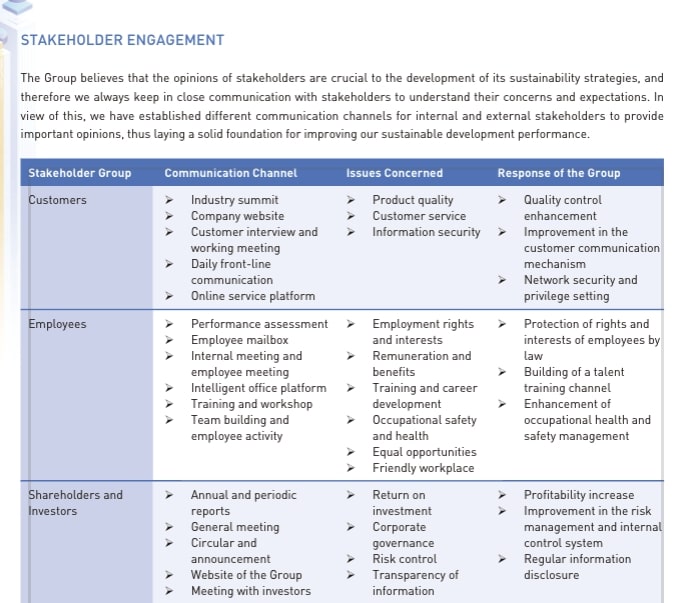 STAKEHOLDER ENGAGEMENT
The Group believes that the opinions of stakeholders are crucial to the development of its sustainability strategies, and
therefore we always keep in close communication with stakeholders to understand their concerns and expectations. In
view of this, we have established different communication channels for internal and external stakeholders to provide
important opinions, thus laying a solid foundation for improving our sustainable development performance.
Stakeholder Group Communication Channel Issues Concerned Response of the Group
Customers
➢ Industry summit
➢ Company website
➢ Customer interview and
working meeting
➢ Daily front-line
communication
➢ Online service platform
➢ Product quality
➢ Customer service
➢ Information security
➢ Quality control
enhancement
➢ Improvement in the
customer communication
mechanism
➢ Network security and
privilege setting
Employees
➢ Performance assessment
➢ Employee mailbox
➢ Internal meeting and
employee meeting
➢ Intelligent office platform
➢ Training and workshop
➢ Team building and
employee activity
➢ Employment rights
and interests
➢ Remuneration and
benefits
➢ Training and career
development
➢ Occupational safety
and health
➢ Equal opportunities
➢ Friendly workplace
➢ Protection of rights and
interests of employees by
law
➢ Building of a talent
training channel
➢ Enhancement of
occupational health and
safety management
Shareholders and
Investors
➢ Annual and periodic
reports
➢ General meeting
➢ Circular and
announcement
➢ Website of the Group
➢ Meeting with investors
➢ Return on
investment
➢ Corporate
governance
➢ Risk control
➢ Transparency of
information
➢ Profitability increase
➢ Improvement in the risk
management and internal
control system
➢ Regular information
disclosure